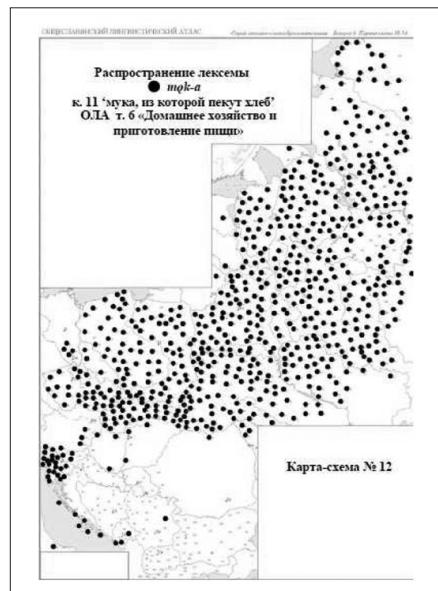 ОБЩЕСЛАВЯНСКИЙ ЛИНГВИСТИЧЕСКИЙ АТЛАС
Распространение лексемы
● mǫk-a
к. 11 ‘мука, из которой пекут хлеб’
ОЛА т. 6 «Домашнее хозяйство и
приготовление пищи»
Карта-схема № 12